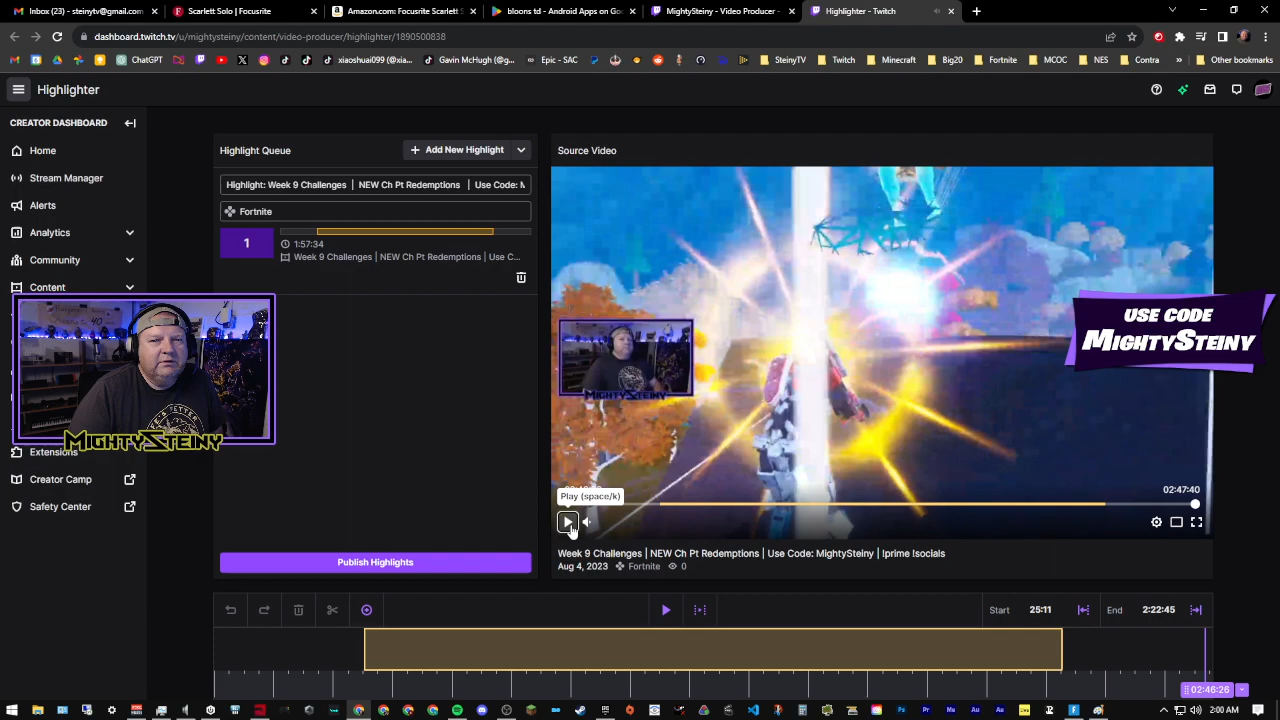 Inbox (23) - steinytv@gmail.com
Scarlett Solo | Focusrite
Amazon.com: Focusrite Scarlett S
bloons td - Android Apps on Goo
MightySteiny - Video Producer -
Highlighter - Twitch
dashboard.twitch.tv/u/mightysteiny/content/video-producer/highlighter/1890500838
ChatGPT
xiaoshuai099 (@xia...
Gavin McHugh (@g...
Epic - SAC
SteinyTV
Twitch
Minecraft
Big20
Fortnite
MCOC
NES
Contra
Other bookmarks
Highlighter
CREATOR DASHBOARD
Home
Stream Manager
Alerts
Analytics
Community
Content
Extensions
Creator Camp
Safety Center
MIGHTYSTEINY
Highlight Queue
Add New Highlight
Highlight: Week 9 Challenges | NEW Ch Pt Redemptions | Use Code: M
Fortnite
1
1:57:34
Week 9 Challenges | NEW Ch Pt Redemptions | Use C...
Publish Highlights
Source Video
MIGHTYSTEINY
USE CODE
MIGHTYSTEINY
02:47:40
Play (space/k)
Week 9 Challenges | NEW Ch Pt Redemptions | Use Code: MightySteiny | !prime !socials
Aug 4, 2023 Fortnite 0
Start 25:11
End 2:22:45
02:46:26
2:00 AM